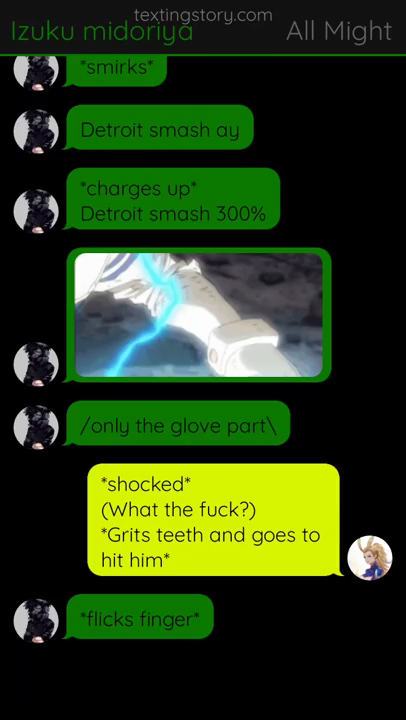 textingstory.com
Izuku midoriya
All Might
*smirks*
Detroit smash ay
*charges up*
Detroit smash 300%
/only the glove part\
*shocked*
(What the fuck?)
*Grits teeth and goes to
hit him*
*flicks finger*